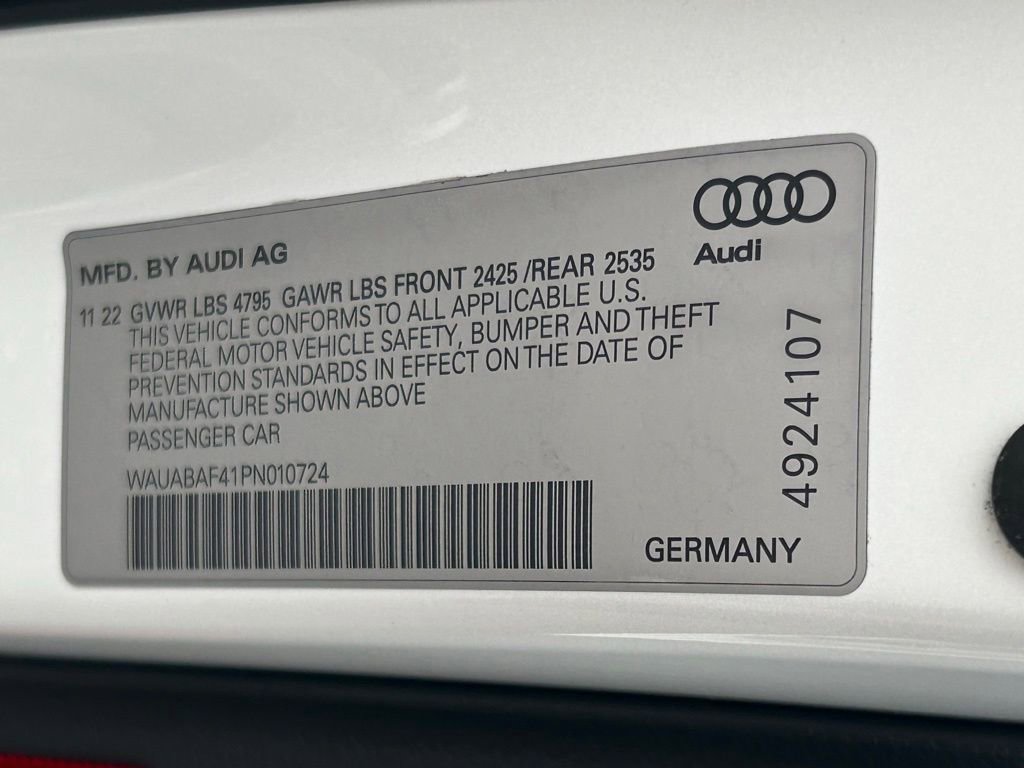 Audi
MFD. BY AUDI AG
11 22 GVWR LBS 4795 GAWR LBS FRONT 2425 /REAR 2535
THIS VEHICLE CONFORMS TO ALL APPLICABLE U.S.
FEDERAL MOTOR VEHICLE SAFETY, BUMPER AND THEFT
PREVENTION STANDARDS IN EFFECT ON THE DATE OF
MANUFACTURE SHOWN ABOVE
PASSENGER CAR
WAUABAF41PN010724
4924107
GERMANY